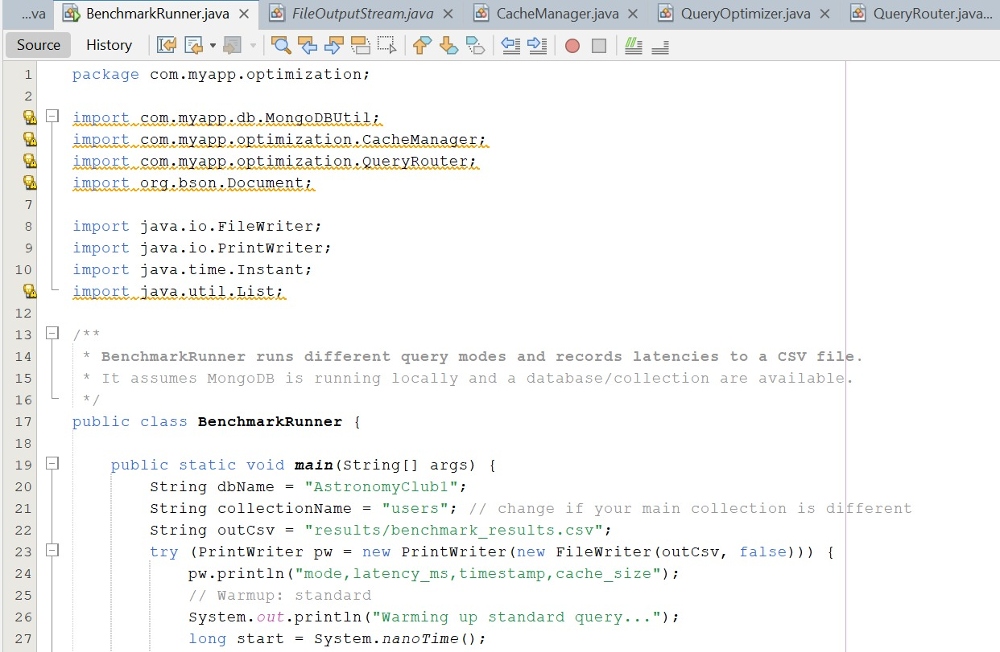 ...va BenchmarkRunner.java FileOutputStream.java CacheManager.java QueryOptimizer.java QueryRouter.java...
Source History
1 package com.myapp.optimization;
2
import com.myapp.db.MongoDBUtil;
import com.myapp.optimization.CacheManager;
import com.myapp.optimization.QueryRouter;
import org.bson.Document;
7
8 import java.io.FileWriter;
9 import java.io.PrintWriter;
10 import java.time.Instant;
import java.util.List;
12
13 /**
14 * BenchmarkRunner runs different query modes and records latencies to a CSV file.
15 * It assumes MongoDB is running locally and a database/collection are available.
16 */
17 public class BenchmarkRunner {
18
19 public static void main(String[] args) {
20 String dbName = "AstronomyClub1";
21 String collectionName = "users"; // change if your main collection is different
22 String outCsv = "results/benchmark_results.csv";
23 try (PrintWriter pw = new PrintWriter(new FileWriter(outCsv, false))) {
24 pw.println("mode,latency_ms,timestamp,cache_size");
25 // Warmup: standard
26 System.out.println("Warming up standard query...");
27 long start = System.nanoTime();